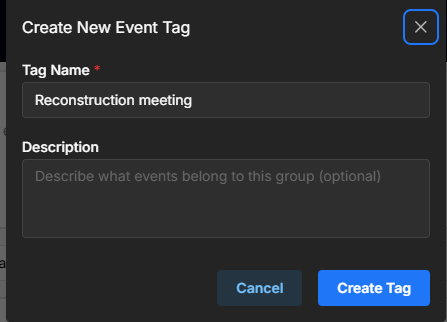 Create New Event Tag
Tag Name *
Reconstruction meeting
Description
Describe what events belong to this group (optional)
Cancel
Create Tag